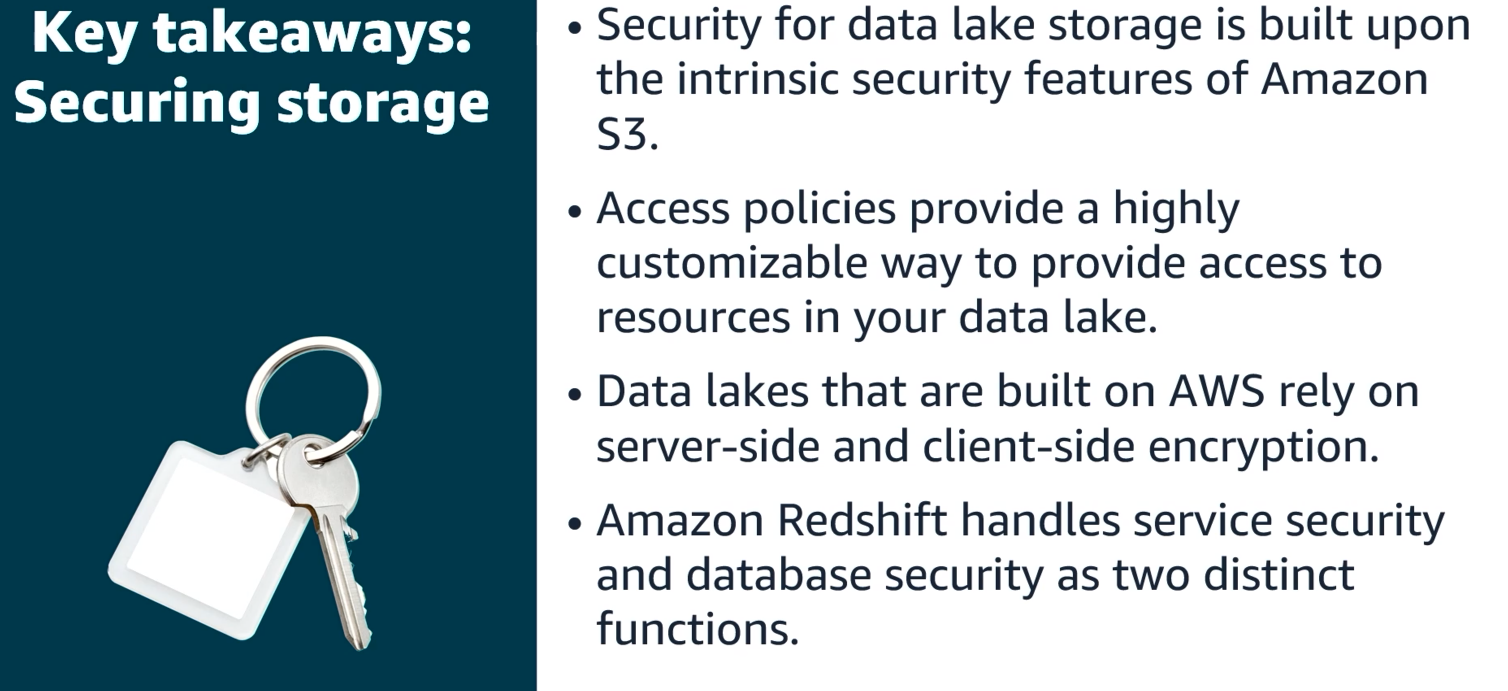 Key takeaways:
Securing storage
• Security for data lake storage is built upon
the intrinsic security features of Amazon
S3.
• Access policies provide a highly
customizable way to provide access to
resources in your data lake.
• Data lakes that are built on AWS rely on
server-side and client-side encryption.
• Amazon Redshift handles service security
and database security as two distinct
functions.